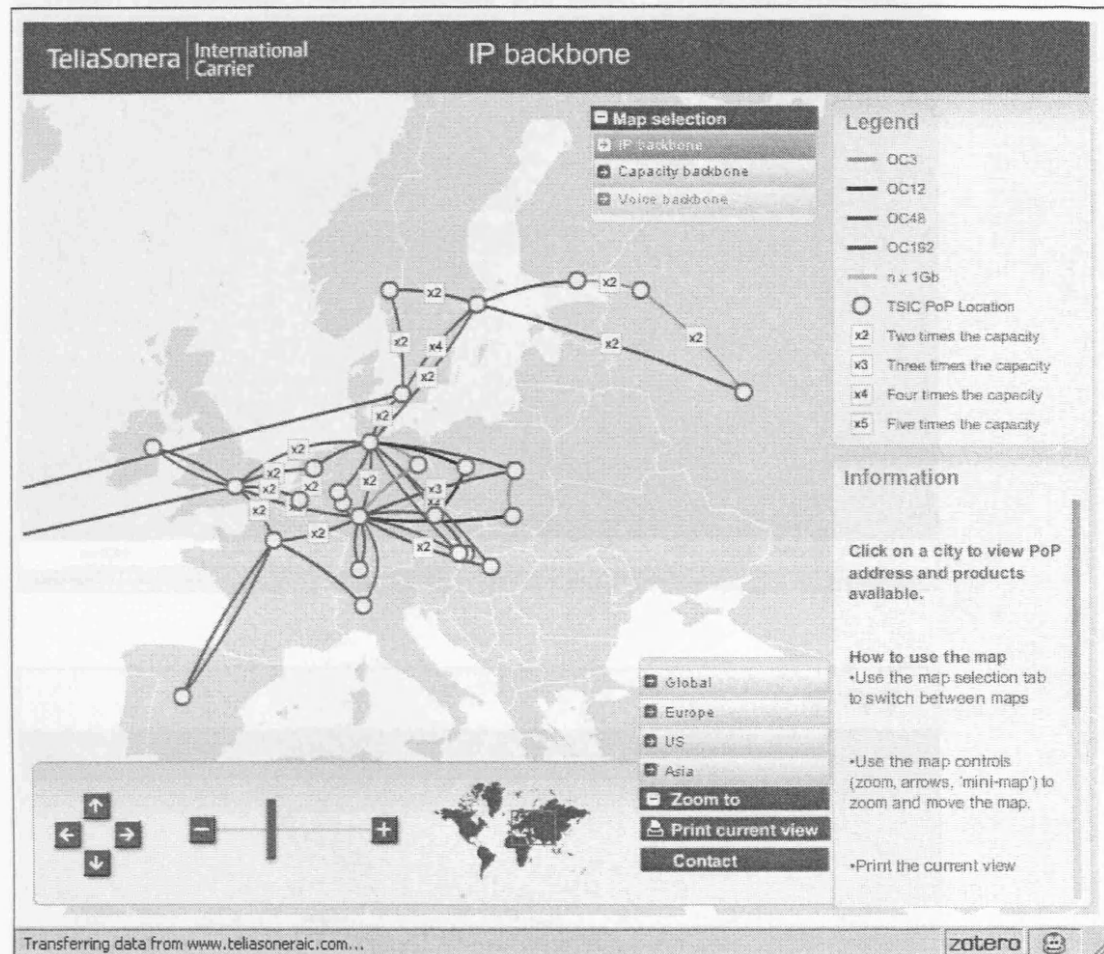 TeliaSonera International
Carrier
IP backbone
Map selection
IP backbone
Capacity backbone
Voice backbone
Legend
OC3
OC12
OC48
OC192
n x 1Gb
TSIC PoP Location
x2 Two times the capacity
x3 Three times the capacity
x4 Four times the capacity
x5 Five times the capacity
x2
x2
x2
x2
x4
x2
x2
x2
x2
x2
x2
x2
x2
x3
x2
x2
x2
x2
Information
Click on a city to view PoP
address and products
available.
How to use the map
•Use the map selection tab
to switch between maps
•Use the map controls
(zoom, arrows, 'mini-map') to
zoom and move the map.
•Print the current view
Global
Europe
US
Asia
Zoom to
Print current view
Contact
Transferring data from www.teliasoneraic.com...
zotero